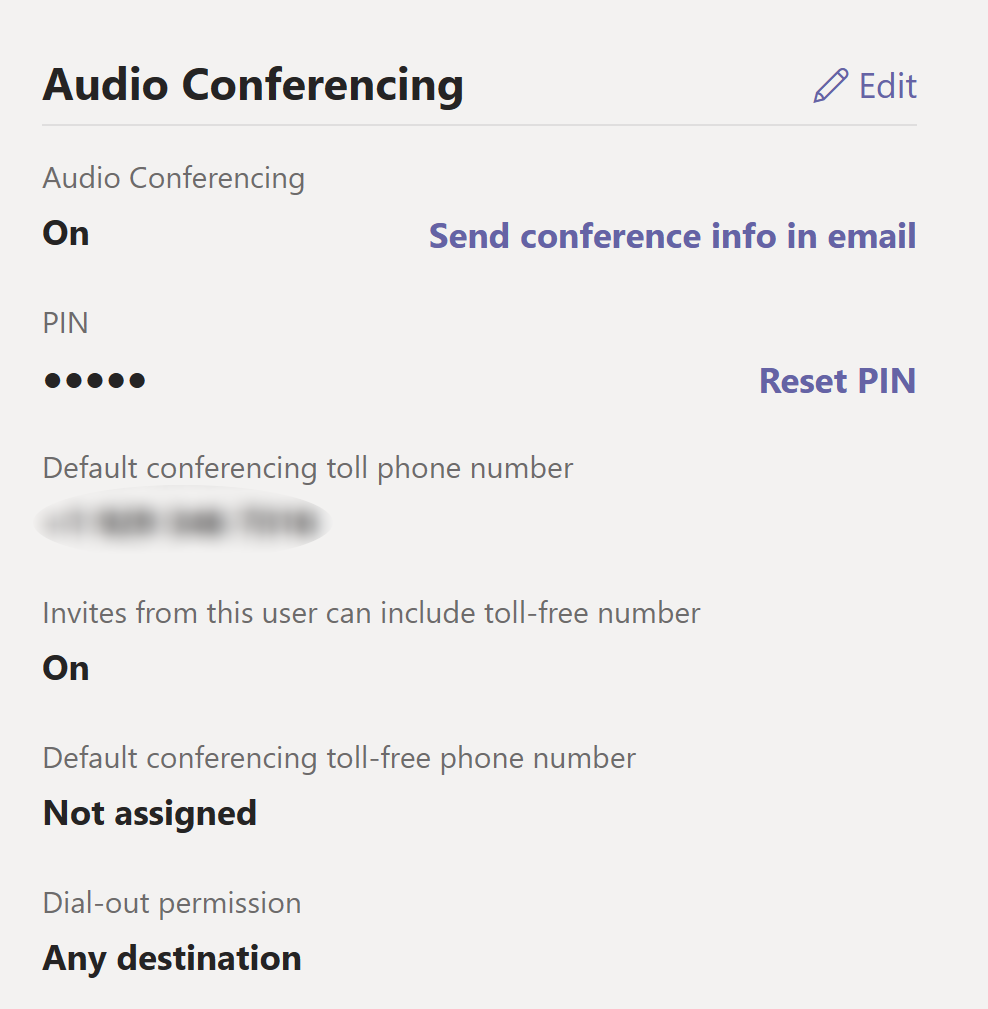 Audio Conferencing
Edit
Audio Conferencing
On
Send conference info in email
PIN
•••••
Reset PIN
Default conferencing toll phone number
Invites from this user can include toll-free number
On
Default conferencing toll-free phone number
Not assigned
Dial-out permission
Any destination